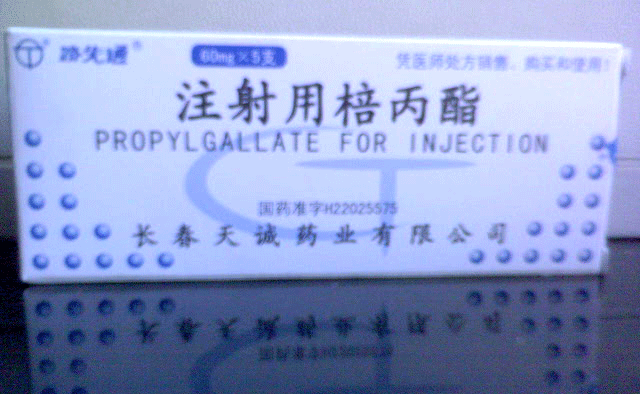 路先通®
60mg×5支
凭医师处方销售、购买和使用!
注射用棓丙酯
PROPYLGALLATE FOR INJECTION
国药准字H22025575
长春天诚药业有限公司